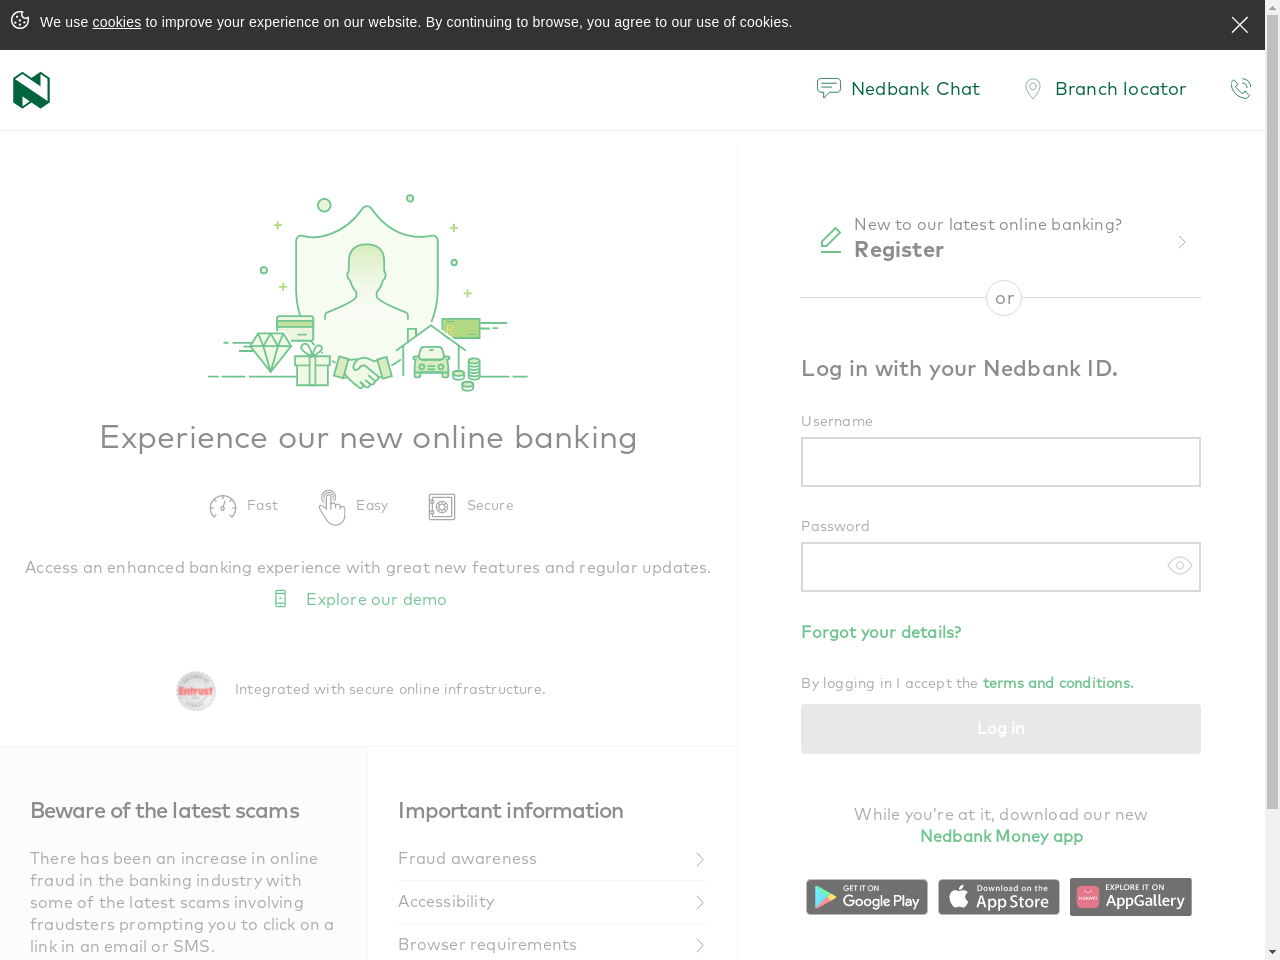 We use cookies to improve your experience on our website. By continuing to browse, you agree to our use of cookies.
Nedbank Chat
Branch locator
New to our latest online banking?
Register
or
Experience our new online banking
Fast
Easy
Secure
Access an enhanced banking experience with great new features and regular updates.
Explore our demo
Entrust
Integrated with secure online infrastructure.
Log in with your Nedbank ID.
Username
Password
Forgot your details?
By logging in I accept the terms and conditions.
Log in
While you’re at it, download our new
Nedbank Money app
GET IT ON
Google Play
Download on the
App Store
HUAWEI
EXPLORE IT ON
AppGallery
Beware of the latest scams
There has been an increase in online
fraud in the banking industry with
some of the latest scams involving
fraudsters prompting you to click on a
link in an email or SMS.
Important information
Fraud awareness
Accessibility
Browser requirements